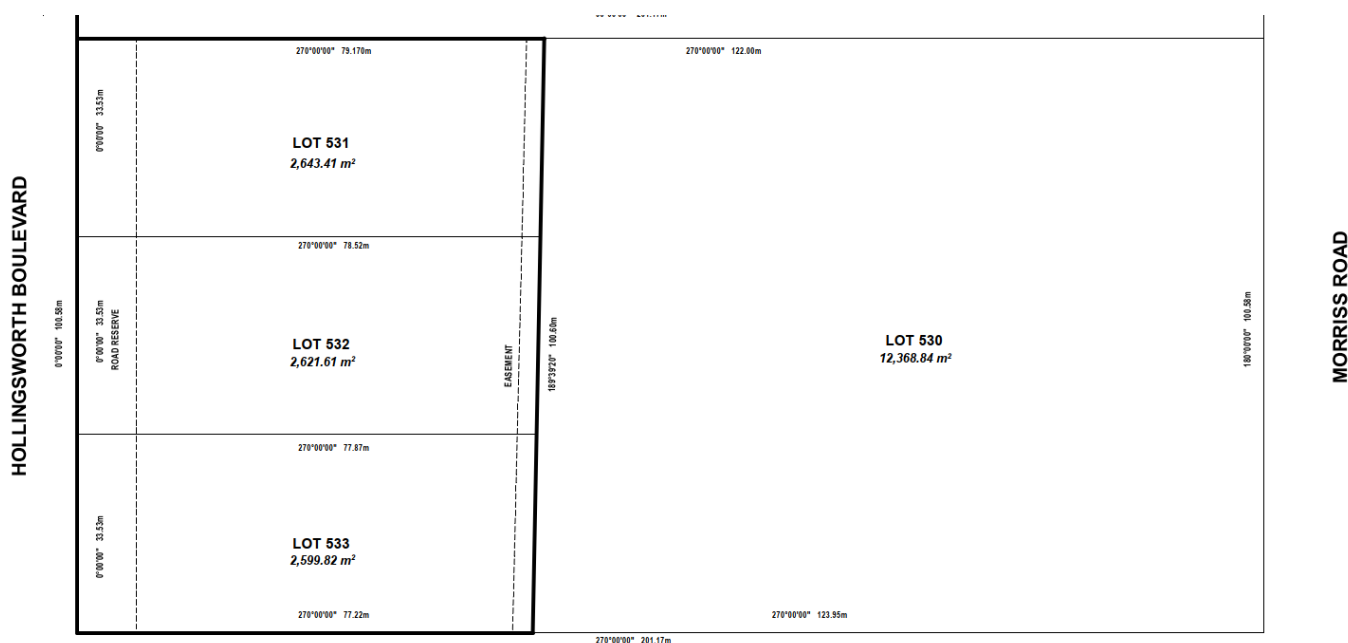 270°00'00" 79.170m
270°00'00" 122.00m
0°00'00" 33.53m
LOT 531
2,643.41 m²
HOLLINGSWORTH BOULEVARD
0°00'00" 100.58m
270°00'00" 78.52m
0°00'00" 33.53m
ROAD RESERVE
LOT 532
2,621.61 m²
EASEMENT
189°39'20" 100.60m
LOT 530
12,368.84 m²
180°00'00" 100.58m
MORRISS ROAD
270°00'00" 77.87m
0°00'00" 33.53m
LOT 533
2,599.82 m²
270°00'00" 77.22m
270°00'00" 123.95m
270°00'00" 201.17m